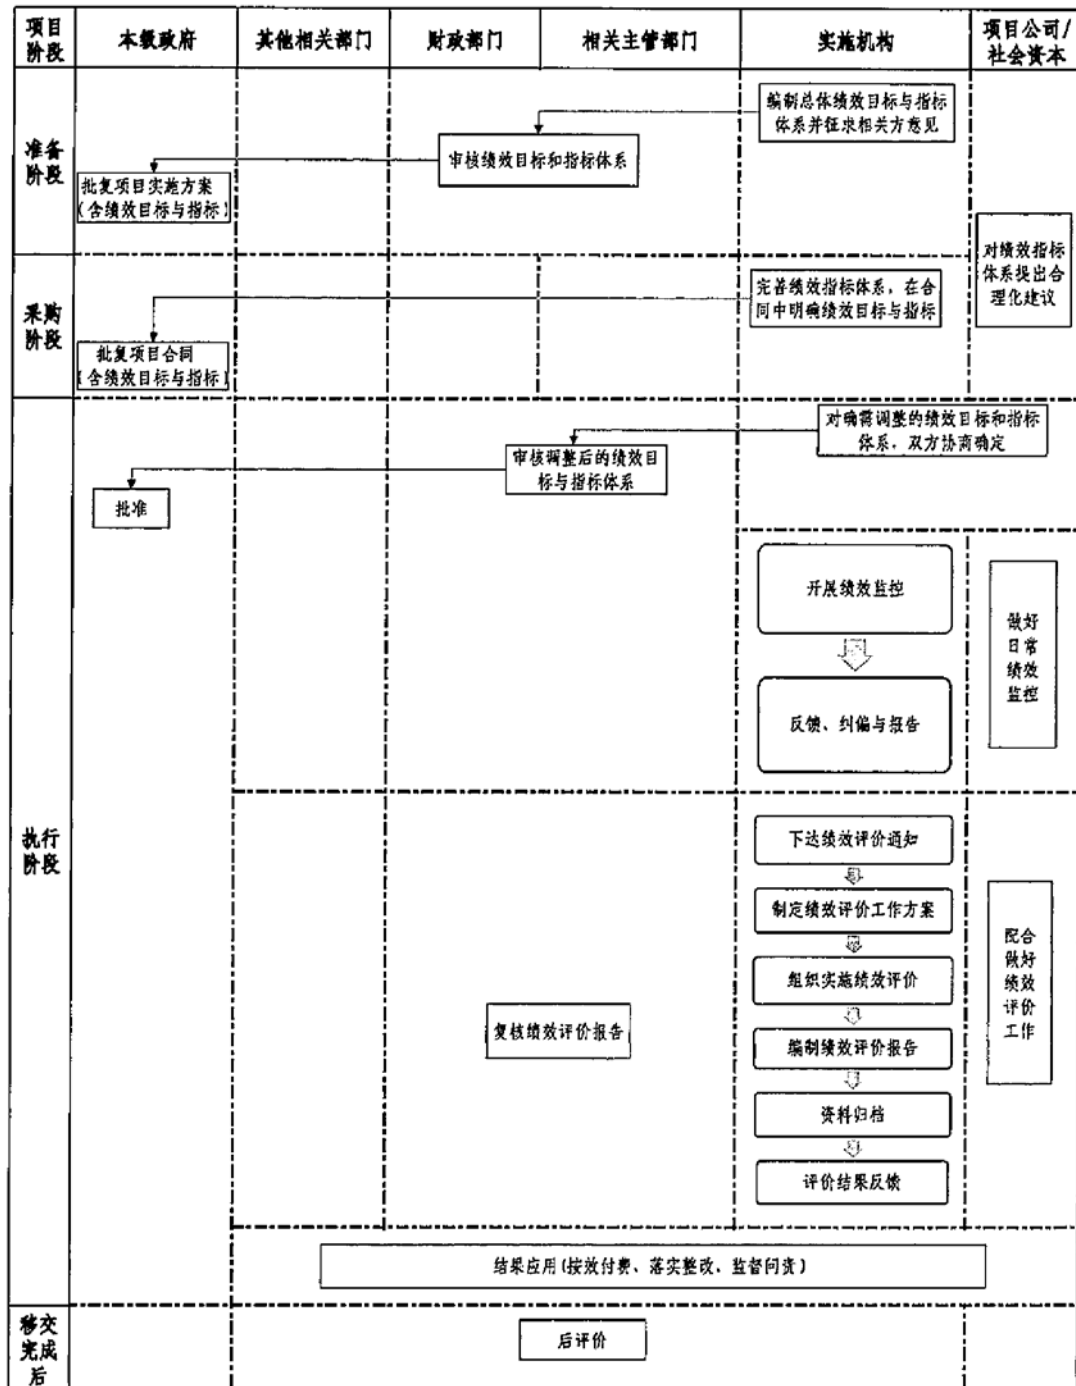 项目
阶段
本级政府
其他相关部门
财政部门
相关主管部门
实施机构
项目公司/
社会资本
准备
阶段
编制总体绩效目标与指标
体系并征求相关方意见
审核绩效目标和指标体系
批复项目实施方案
(含绩效目标与指标)
对绩效指标
体系提出合
理化建议
采购
阶段
完善绩效指标体系，在合
同中明确绩效目标与指标
批复项目合同
(含绩效目标与指标)
执行
阶段
对确需调整的绩效目标和指标
体系，双方协商确定
审核调整后的绩效目
标与指标体系
批准
开展绩效监控
反馈、纠偏与报告
做好
日常
绩效
监控
下达绩效评价通知
制定绩效评价工作方案
组织实施绩效评价
编制绩效评价报告
资料归档
评价结果反馈
复核绩效评价报告
配合
做好
绩效
评价
工作
结果应用(按效付费、落实整改、监督问责)
移交
完成
后
后评价